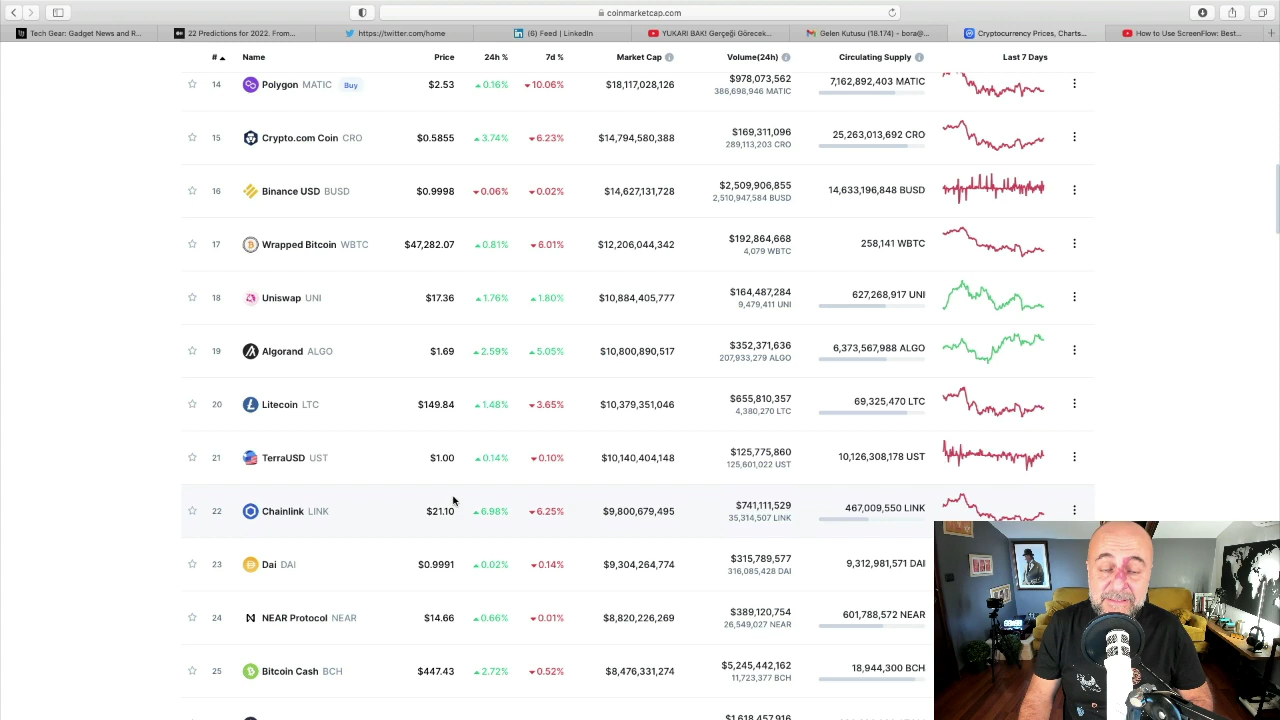 coinmarketcap.com
Tech Gear: Gadget News and R...
22 Predictions for 2022. From...
https://twitter.com/home
(6) Feed | LinkedIn
YUKARI BAK! Gerçeği Görecek...
Gelen Kutusu (18.174) - bora@...
Cryptocurrency Prices, Charts...
How to Use ScreenFlow: Best...
# Name Price 24h % 7d % Market Cap Volume(24h) Circulating Supply Last 7 Days
14 Polygon MATIC Buy $2.53 0.16% 10.06% $18,117,028,126 $978,073,562 7,162,892,403 MATIC
386,698,946 MATIC
15 Crypto.com Coin CRO $0.5855 3.74% 6.23% $14,794,580,388 $169,311,096 25,263,013,692 CRO
289,113,203 CRO
16 Binance USD BUSD $0.9998 0.06% 0.02% $14,627,131,728 $2,509,906,855 14,633,196,848 BUSD
2,510,947,584 BUSD
17 Wrapped Bitcoin WBTC $47,282.07 0.81% 6.01% $12,206,044,342 $192,864,668 258,141 WBTC
4,079 WBTC
18 Uniswap UNI $17.36 1.76% 1.80% $10,884,405,777 $164,487,284 627,268,917 UNI
9,479,411 UNI
19 Algorand ALGO $1.69 2.59% 5.05% $10,800,890,517 $352,371,636 6,373,567,988 ALGO
207,933,279 ALGO
20 Litecoin LTC $149.84 1.48% 3.65% $10,379,351,046 $655,810,357 69,325,470 LTC
4,380,270 LTC
21 TerraUSD UST $1.00 0.14% 0.10% $10,140,404,148 $125,775,860 10,126,308,178 UST
125,601,022 UST
22 Chainlink LINK $21.10 6.98% 6.25% $9,800,679,495 $741,111,529 467,009,550 LINK
35,314,507 LINK
23 Dai DAI $0.9991 0.02% 0.14% $9,304,264,774 $315,789,577 9,312,981,571 DAI
316,085,428 DAI
24 NEAR Protocol NEAR $14.66 0.66% 0.01% $8,820,226,269 $389,120,754 601,788,572 NEAR
26,549,027 NEAR
25 Bitcoin Cash BCH $447.43 2.72% 0.52% $8,476,331,274 $5,245,442,162 18,944,300 BCH
11,723,377 BCH
$1,618,457,916